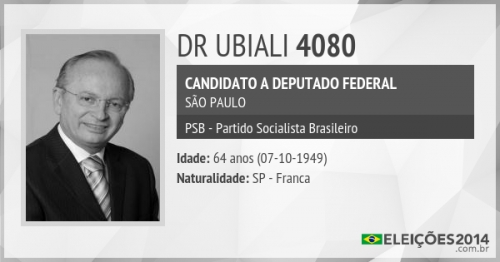 DR UBIALI 4080
CANDIDATO A DEPUTADO FEDERAL
SÃO PAULO
PSB - Partido Socialista Brasileiro
Idade: 64 anos (07-10-1949)
Naturalidade: SP - Franca
ELEIÇÕES2014
.com.br